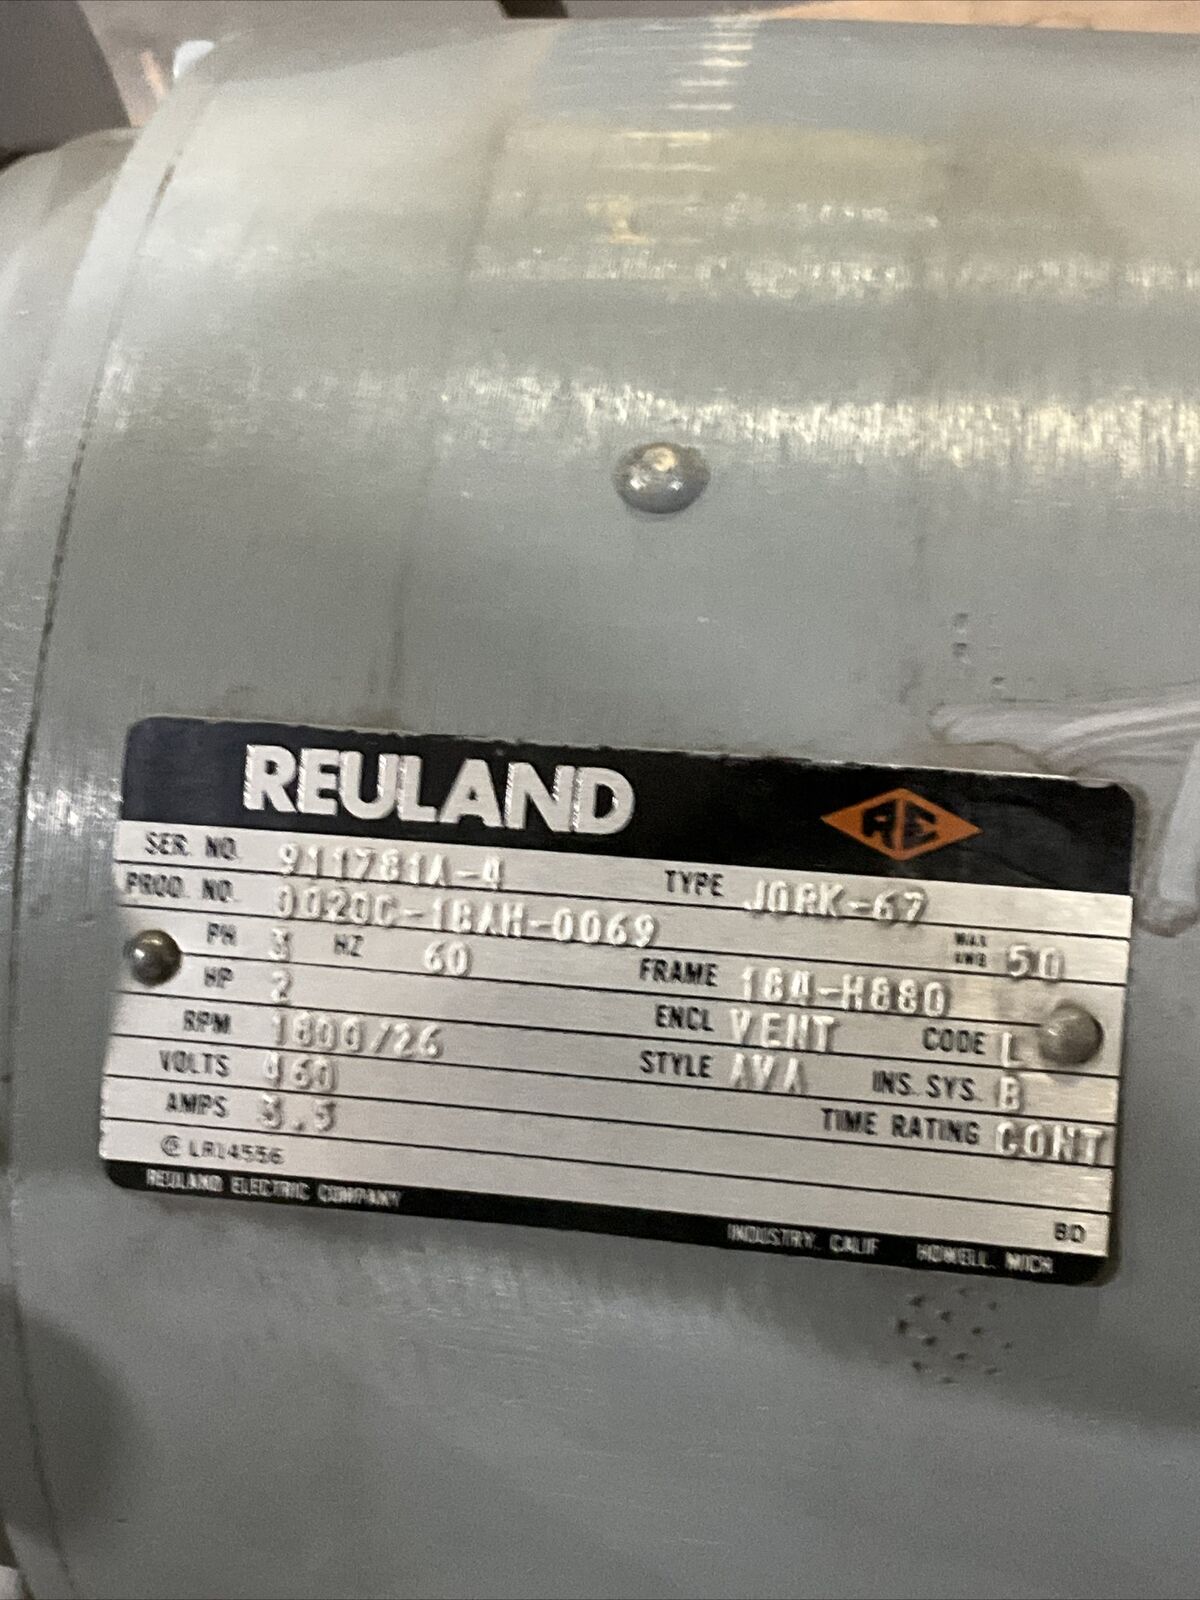 REULAND
RE
SER. NO. 911781A-4 TYPE JORK-67
PROD. NO. 0020C-1BAH-0069 MAX AMB 50
PH 3 HZ 60 FRAME 184-H880
HP 2 ENCL VENT CODE L
RPM 1800/26 STYLE AVA INS. SYS. B
VOLTS 460 TIME RATING CONT
AMPS 3.5
LR14556
BD
REULAND ELECTRIC COMPANY INDUSTRY, CALIF HOWELL, MICH